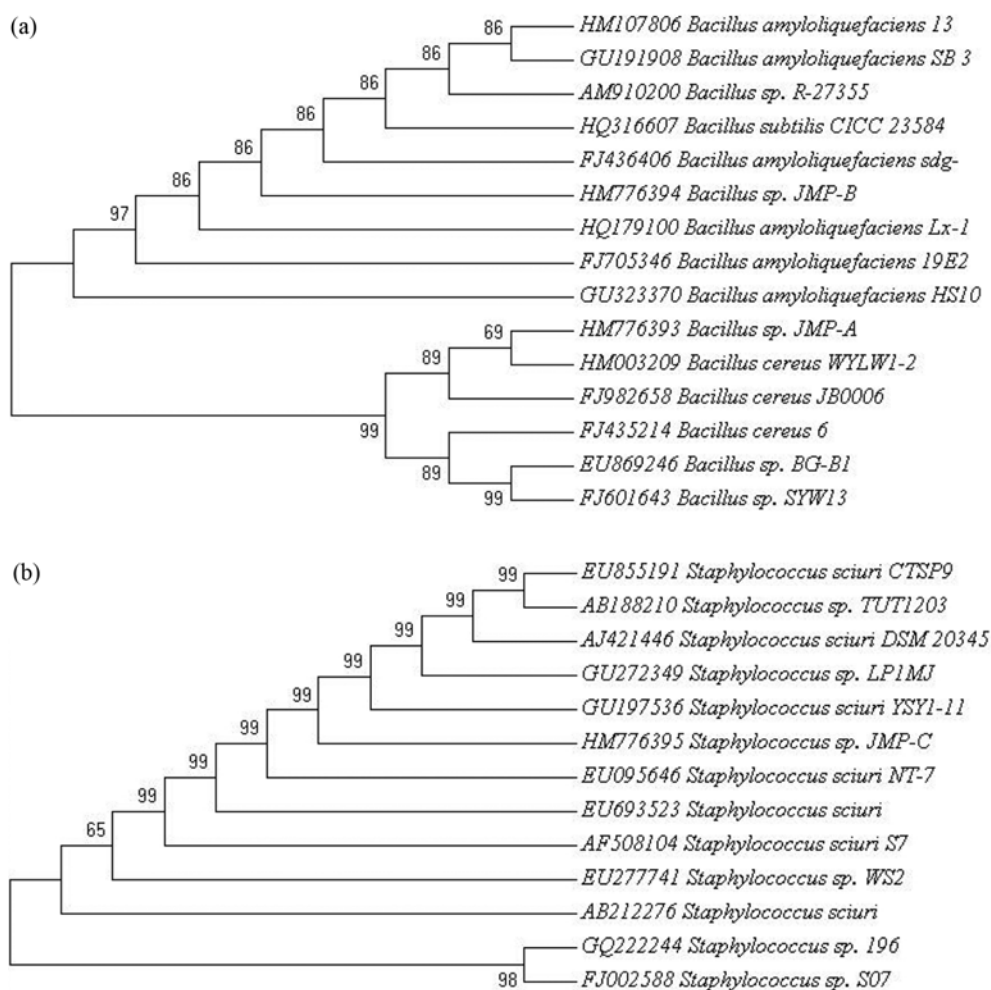 (a)
86
HM107806 Bacillus amyloliquefaciens 13
86
GU191908 Bacillus amyloliquefaciens SB 3
86
AM910200 Bacillus sp. R-27355
86
HQ316607 Bacillus subtilis CICC 23584
86
FJ436406 Bacillus amyloliquefaciens sdg-
86
HM776394 Bacillus sp. JMP-B
97
HQ179100 Bacillus amyloliquefaciens Lx-1
FJ705346 Bacillus amyloliquefaciens 19E2
GU323370 Bacillus amyloliquefaciens HS10
69
HM776393 Bacillus sp. JMP-A
89
HM003209 Bacillus cereus WYLW1-2
FJ982658 Bacillus cereus JB0006
99
FJ435214 Bacillus cereus 6
89
EU869246 Bacillus sp. BG-B1
99
FJ601643 Bacillus sp. SYW13
(b)
99
EU855191 Staphylococcus sciuri CTSP9
99
AB188210 Staphylococcus sp. TUT1203
99
AJ421446 Staphylococcus sciuri DSM 20345
99
GU272349 Staphylococcus sp. LP1MJ
99
GU197536 Staphylococcus sciuri YSY1-11
99
HM776395 Staphylococcus sp. JMP-C
99
EU095646 Staphylococcus sciuri NT-7
99
EU693523 Staphylococcus sciuri
65
AF508104 Staphylococcus sciuri S7
EU277741 Staphylococcus sp. WS2
AB212276 Staphylococcus sciuri
GQ222244 Staphylococcus sp. 196
98
FJ002588 Staphylococcus sp. S07